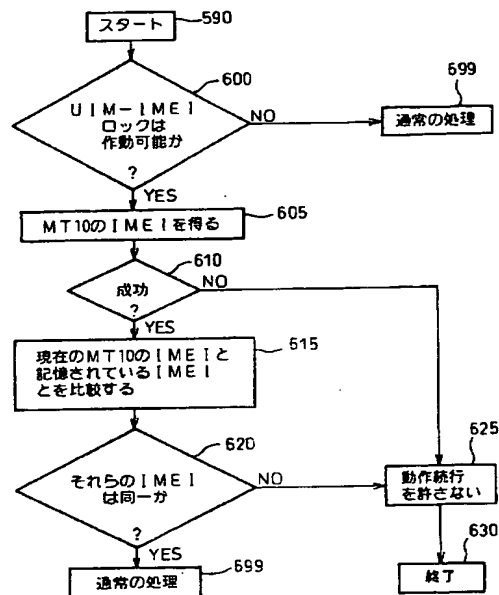 スタート
590
600
UIM-IMEI
ロックは
作動可能か
?
NO
699
通常の処理
YES
MT10のIMEIを得る
605
610
成功
?
NO
YES
現在のMT10のIMEIと
記憶されているIMEI
とを比較する
615
620
それらのIMEI
は同一か
?
NO
625
動作続行
を許さない
YES
通常の処理
699
630
終了